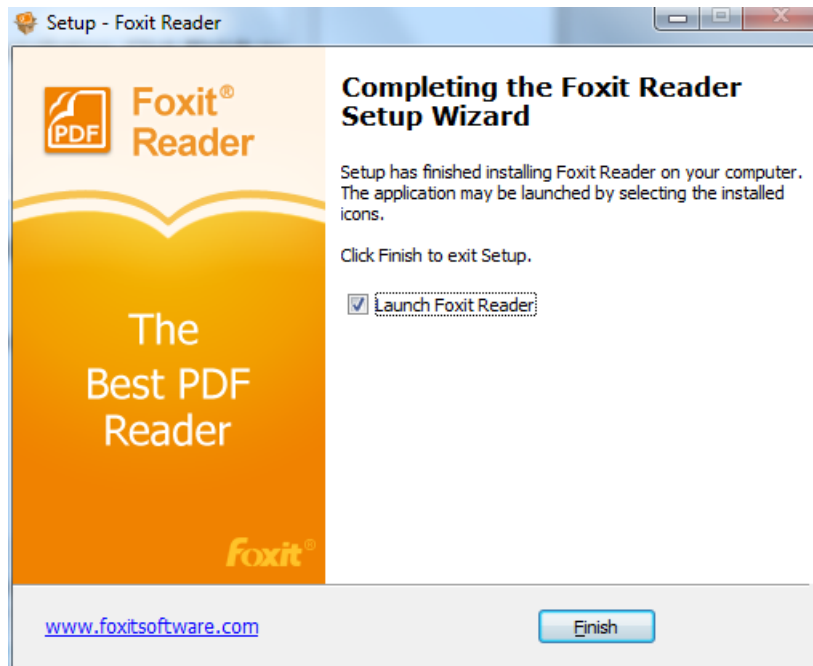 Setup - Foxit Reader
PDF
Foxit®
Reader
The
Best PDF
Reader
foxit®
Completing the Foxit Reader
Setup Wizard
Setup has finished installing Foxit Reader on your computer.
The application may be launched by selecting the installed
icons.
Click Finish to exit Setup.
Launch Foxit Reader
www.foxitsoftware.com
Finish